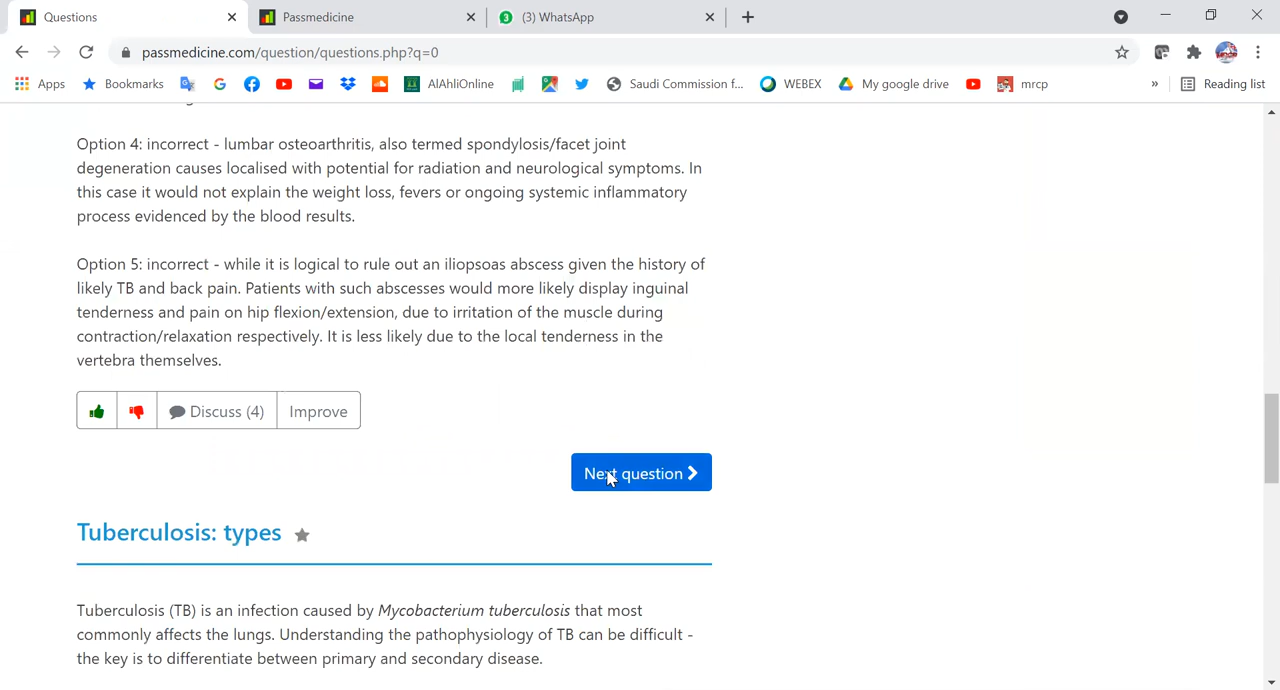 Questions
Passmedicine
(3) WhatsApp
passmedicine.com/question/questions.php?q=0
Apps
Bookmarks
AlAhliOnline
Saudi Commission f...
WEBEX
My google drive
mrcp
»
Reading list
Option 4: incorrect - lumbar osteoarthritis, also termed spondylosis/facet joint
degeneration causes localised with potential for radiation and neurological symptoms. In
this case it would not explain the weight loss, fevers or ongoing systemic inflammatory
process evidenced by the blood results.
Option 5: incorrect - while it is logical to rule out an iliopsoas abscess given the history of
likely TB and back pain. Patients with such abscesses would more likely display inguinal
tenderness and pain on hip flexion/extension, due to irritation of the muscle during
contraction/relaxation respectively. It is less likely due to the local tenderness in the
vertebra themselves.
Discuss (4)
Improve
Next question
Tuberculosis: types
Tuberculosis (TB) is an infection caused by Mycobacterium tuberculosis that most
commonly affects the lungs. Understanding the pathophysiology of TB can be difficult -
the key is to differentiate between primary and secondary disease.